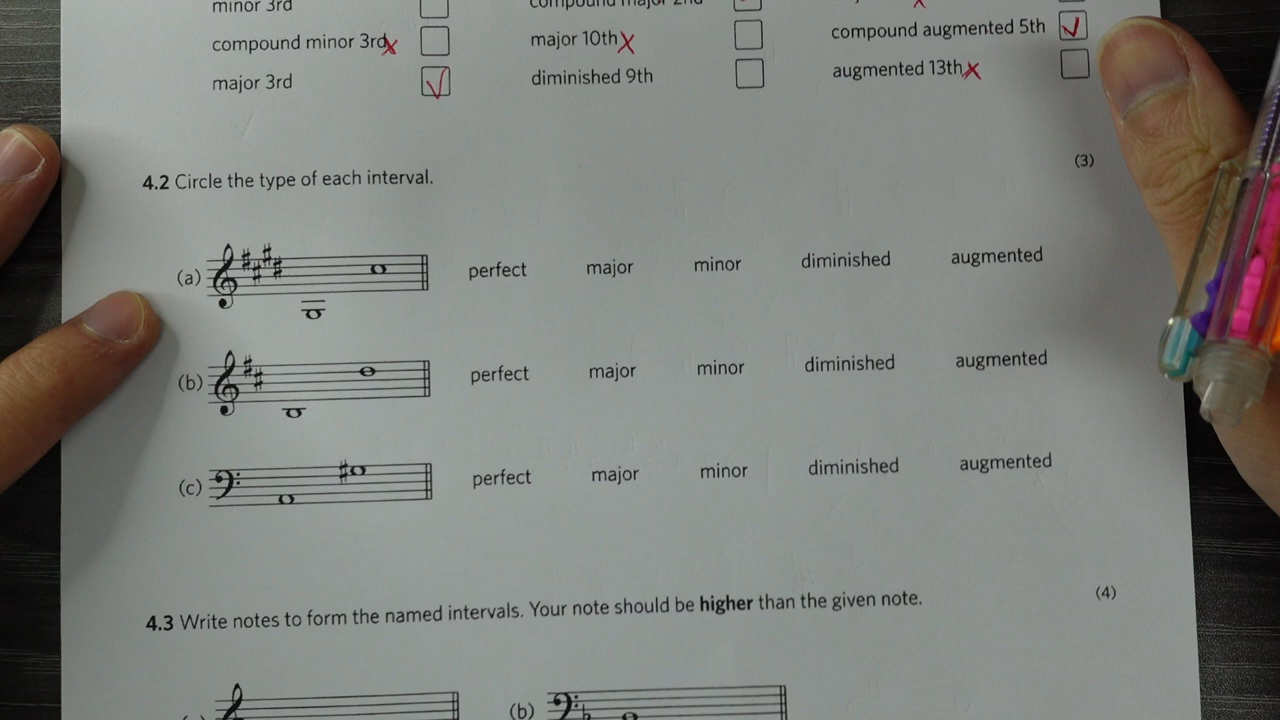 minor 3rd
compound major 2nd
compound minor 3rd
major 10th
compound augmented 5th
major 3rd
diminished 9th
augmented 13th
4.2 Circle the type of each interval.
(3)
(a) perfect major minor diminished augmented
(b) perfect major minor diminished augmented
(c) perfect major minor diminished augmented
4.3 Write notes to form the named intervals. Your note should be higher than the given note.
(4)
(b)